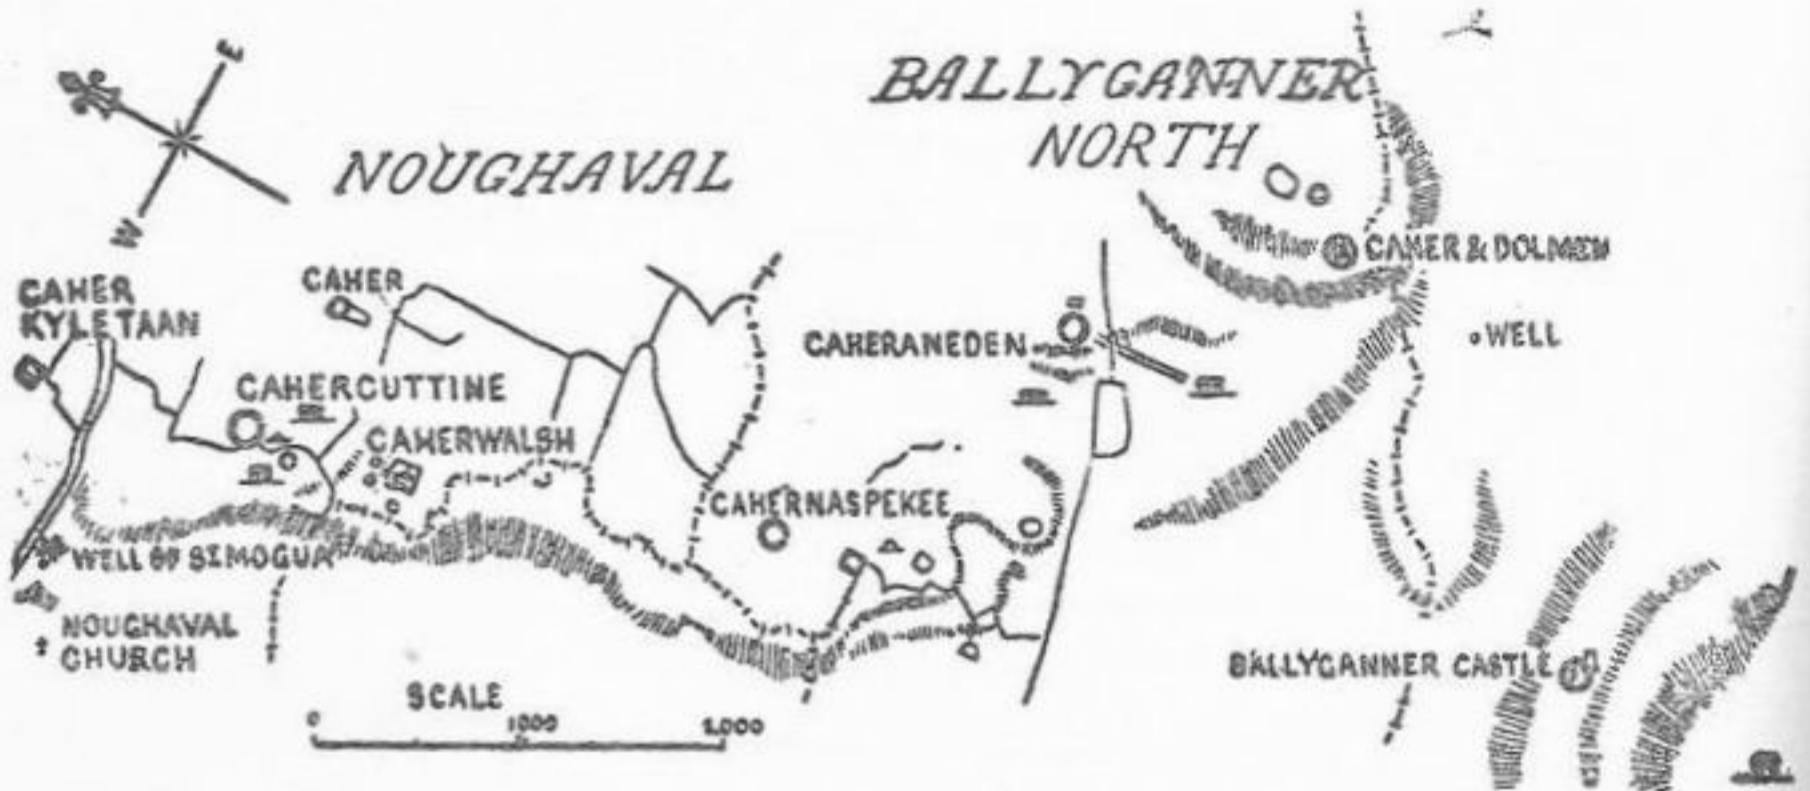 E
W
NOUGHAVAL
BALLYGANNER
NORTH
CAHER
KYLETAAN
CAHER
CAHERCUTTINE
CAHERWALSH
CAHERANEDEN
CAHER & DOLMEN
WELL
CAHERNASPEKEE
WELL OF SIMOGUA
NOUGHAVAL
CHURCH
BALLYGANNER CASTLE
SCALE
0 1000 2,000